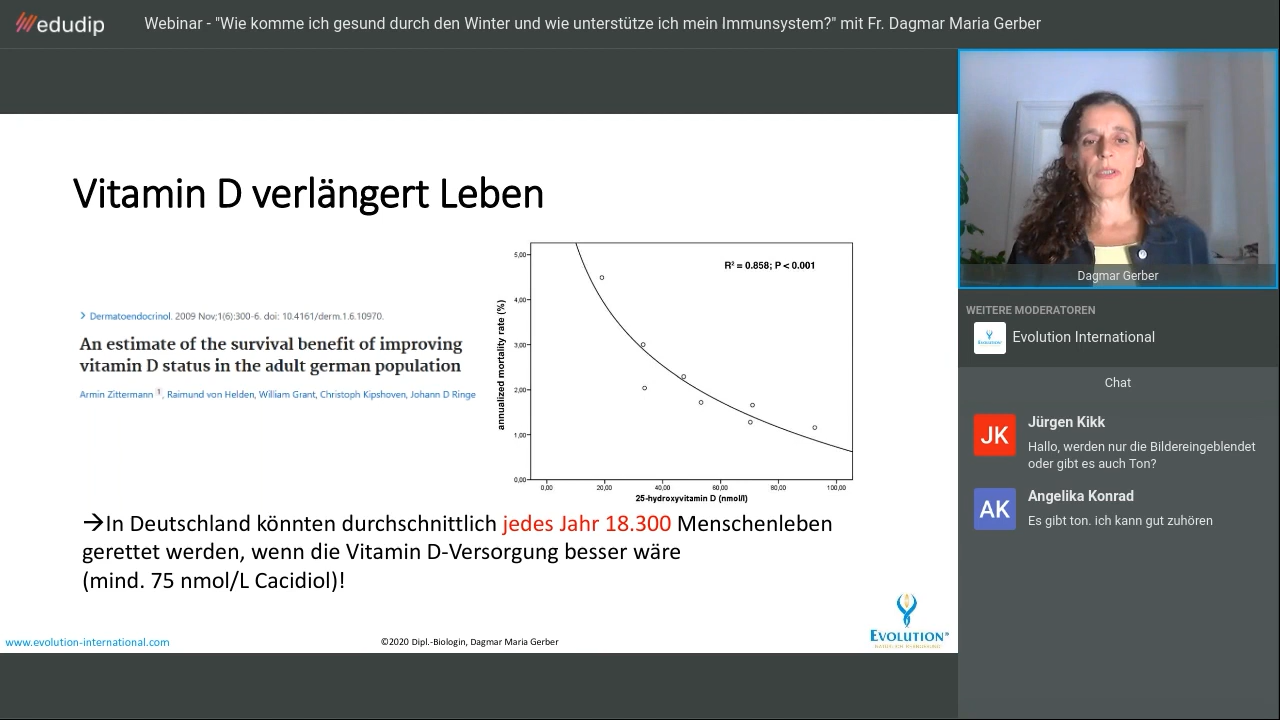 edudip
Webinar - "Wie komme ich gesund durch den Winter und wie unterstütze ich mein Immunsystem?" mit Fr. Dagmar Maria Gerber
Vitamin D verlängert Leben
> Dermatoendocrinol. 2009 Nov;1(6):300-6. doi: 10.4161/derm.1.6.10970.
An estimate of the survival benefit of improving
vitamin D status in the adult german population
Armin Zittermann 1, Raimund von Helden, William Grant, Christoph Kipshoven, Johann D Ringe
R² = 0.858; P < 0.001
annualized mortality rate (%)
5,00
4,00
3,00
2,00
1,00
0,00
0,00 20,00 40,00 60,00 80,00 100,00
25-hydroxyvitamin D (nmol/l)
→In Deutschland könnten durchschnittlich jedes Jahr 18.300 Menschenleben
gerettet werden, wenn die Vitamin D-Versorgung besser wäre
(mind. 75 nmol/L Cacidiol)!
www.evolution-international.com
©2020 Dipl.-Biologin, Dagmar Maria Gerber
EVOLUTION®
Dagmar Gerber
WEITERE MODERATOREN
Evolution International
Chat
JK
Jürgen Kikk
Hallo, werden nur die Bildereingeblendet
oder gibt es auch Ton?
AK
Angelika Konrad
Es gibt ton. ich kann gut zuhören